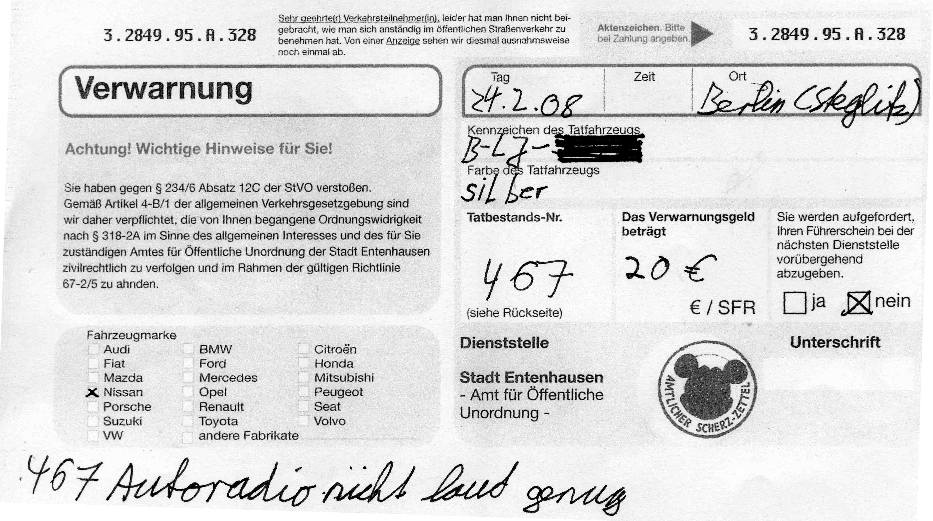 3.2849.95.A.328
Sehr geehrte(r) Verkehrsteilnehmer(in), leider hat man Ihnen nicht bei-
gebracht, wie man sich anständig im öffentlichen Straßenverkehr zu
benehmen hat. Von einer Anzeige sehen wir diesmal ausnahmsweise
noch einmal ab.
Aktenzeichen. Bitte
bei Zahlung angeben.
3.2849.95.A.328
Verwarnung
Tag
Zeit
Ort
24.2.08
Berlin (Steglitz)
Kennzeichen des Tatfahrzeugs
B-LJ-
Farbe des Tatfahrzeugs
silber
Achtung! Wichtige Hinweise für Sie!
Sie haben gegen § 234/6 Absatz 12C der StVO verstoßen.
Gemäß Artikel 4-B/1 der allgemeinen Verkehrsgesetzgebung sind
wir daher verpflichtet, die von Ihnen begangene Ordnungswidrigkeit
nach § 318-2A im Sinne des allgemeinen Interesses und des für Sie
zuständigen Amtes für Öffentliche Unordnung der Stadt Entenhausen
zivilrechtlich zu verfolgen und im Rahmen der gültigen Richtlinie
67-2/5 zu ahnden.
Tatbestands-Nr.
467
(siehe Rückseite)
Das Verwarnungsgeld
beträgt
20 €
€ / SFR
Sie werden aufgefordert,
Ihren Führerschein bei der
nächsten Dienststelle
vorübergehend
abzugeben.
ja
nein
Fahrzeugmarke
Audi BMW Citroën
Fiat Ford Honda
Mazda Mercedes Mitsubishi
Nissan Opel Peugeot
Porsche Renault Seat
Suzuki Toyota Volvo
VW andere Fabrikate
Dienststelle
Stadt Entenhausen
- Amt für Öffentliche
Unordnung -
AMTLICHER SCHERZ-ZETTEL
Unterschrift
467 Autoradio nicht laut genug